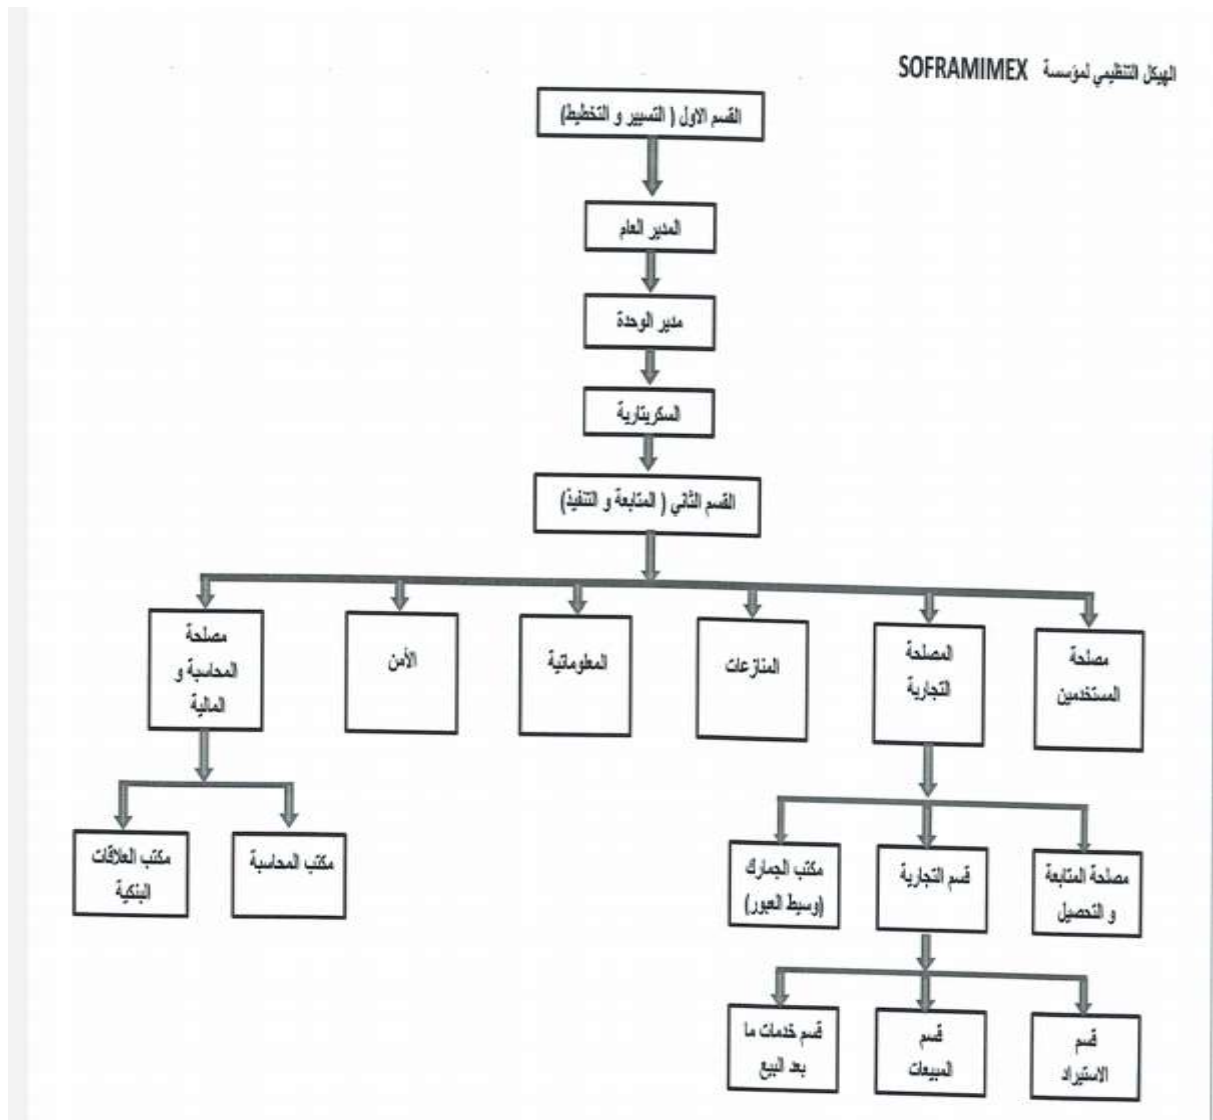 الهيكل التنظيمي لمؤسسة SOFRAMIMEX
القسم الاول ( التسيير و التخطيط)
المدير العام
مدير الوحدة
السكريتارية
القسم الثاني ( المتابعة و التنفيذ)
مصلحة
المستخدمين
المصلحة
التجارية
المنازعات
المعلوماتية
الأمن
مصلحة
المحاسبة و
المالية
مصلحة المتابعة
و التحصيل
قسم التجارية
مكتب الجمارك
(وسيط العبور)
مكتب المحاسبة
مكتب العلاقات
البنكية
قسم
الاستيراد
قسم
المبيعات
قسم خدمات ما
بعد البيع